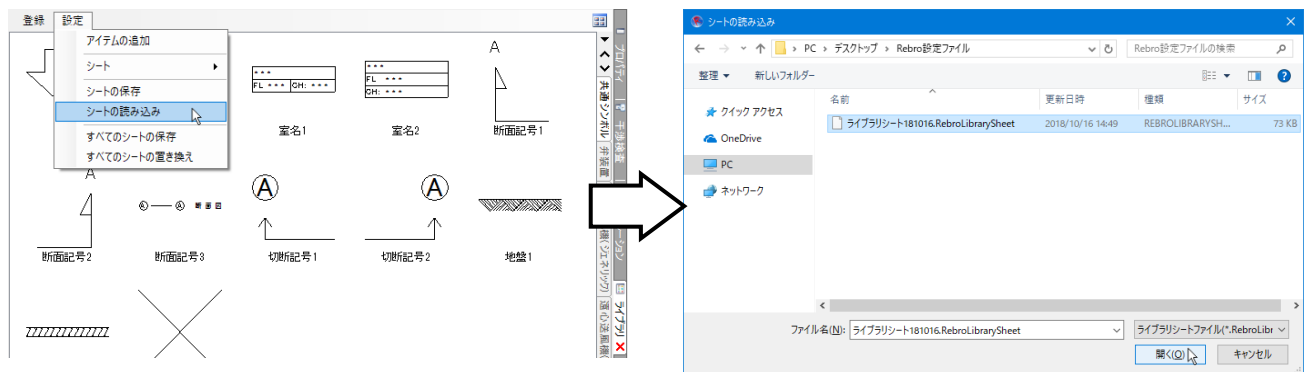 登録 設定
アイテムの追加
シート
シートの保存
シートの読み込み
すべてのシートの保存
すべてのシートの置き換え
FL *** CH: ***
室名1
FL ***
CH: ***
室名2
A
断面記号1
A
断面記号2
A A 断面図
断面記号3
A
切断記号1
A
切断記号2
地盤1
プロパティ
干渉検査
ライブラリ
共通シンボル
弁装置
シートの読み込み
PC › デスクトップ › Rebro設定ファイル
Rebro設定ファイルの検索
整理 新しいフォルダー
名前 更新日時 種類 サイズ
クイック アクセス
ライブラリシート181016.RebroLibrarySheet 2018/10/16 14:49 REBROLIBRARYSH... 73 KB
OneDrive
PC
ネットワーク
ファイル名(N): ライブラリシート181016.RebroLibrarySheet ライブラリシートファイル(*.RebroLibr
開く(O) キャンセル